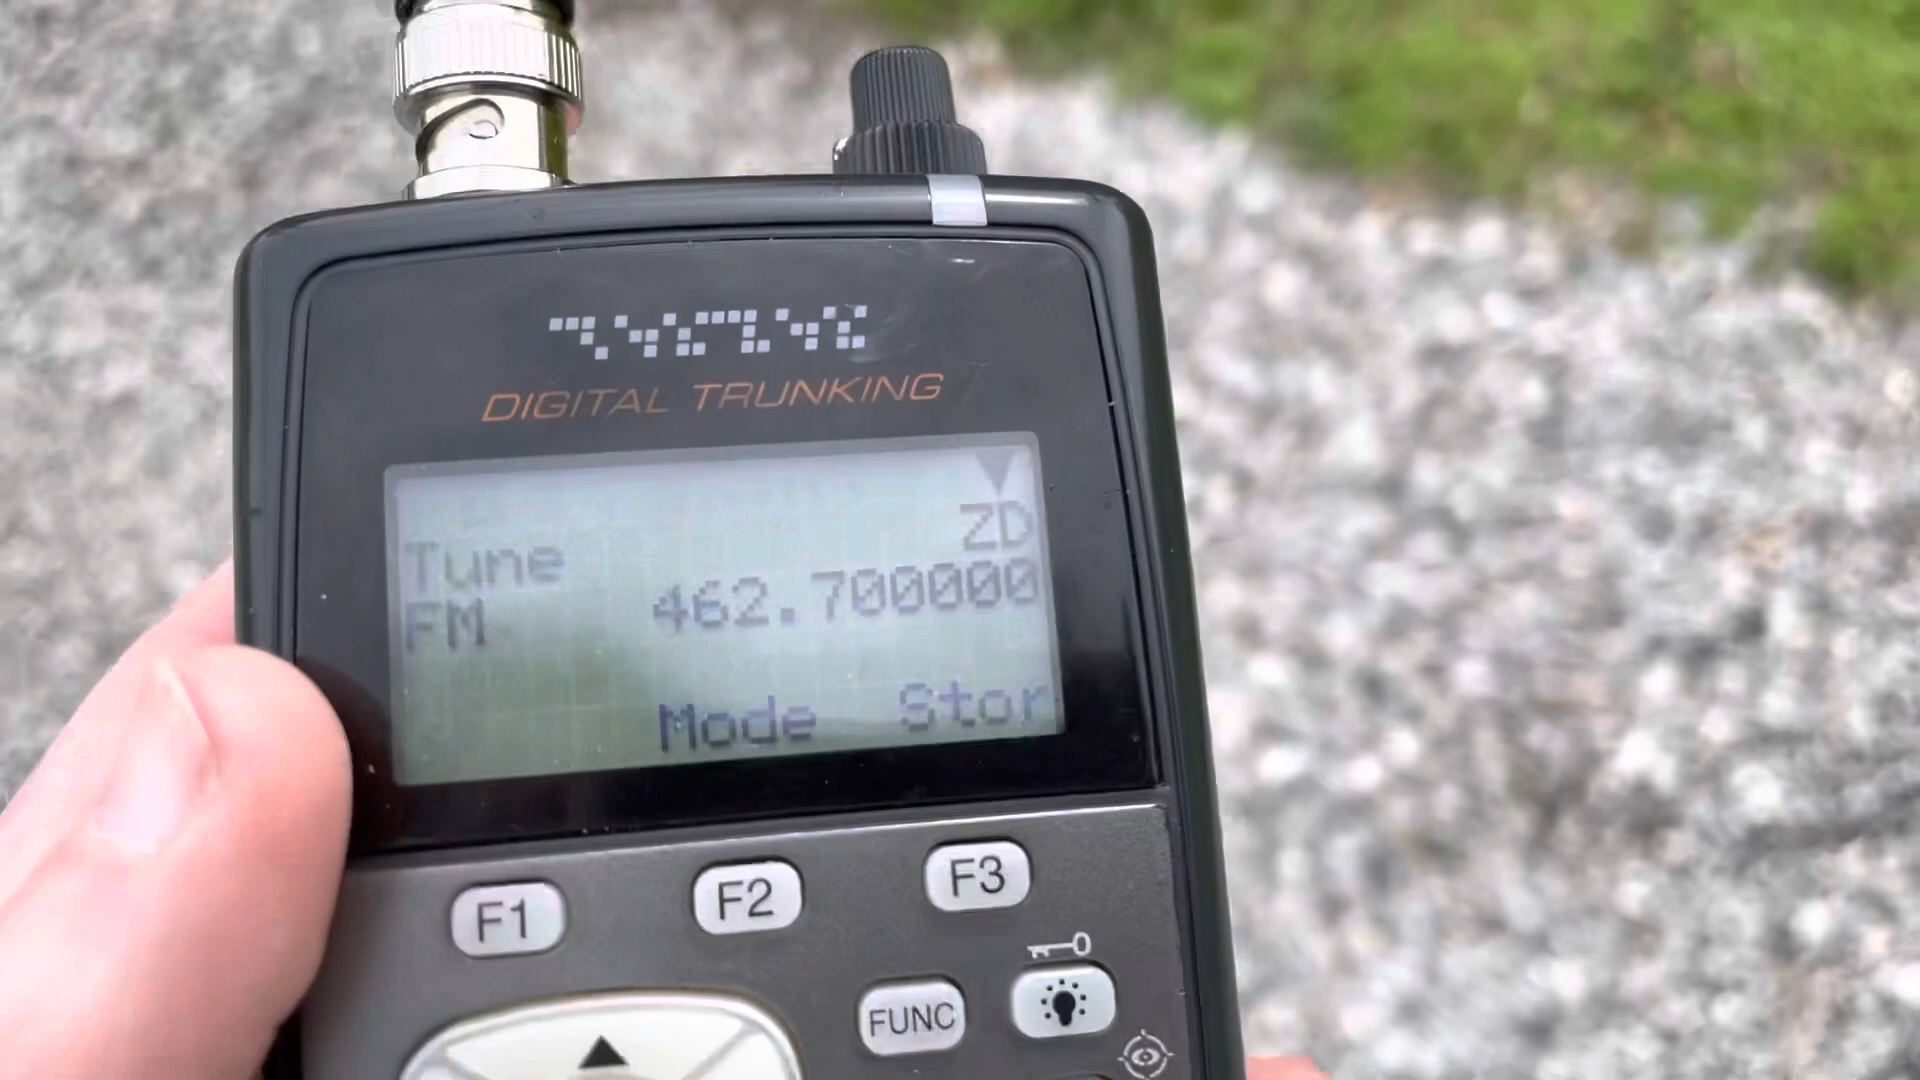 DIGITAL TRUNKING
ZD
Tune
FM 462.700000
Mode Stor
F1 F2 F3
FUNC